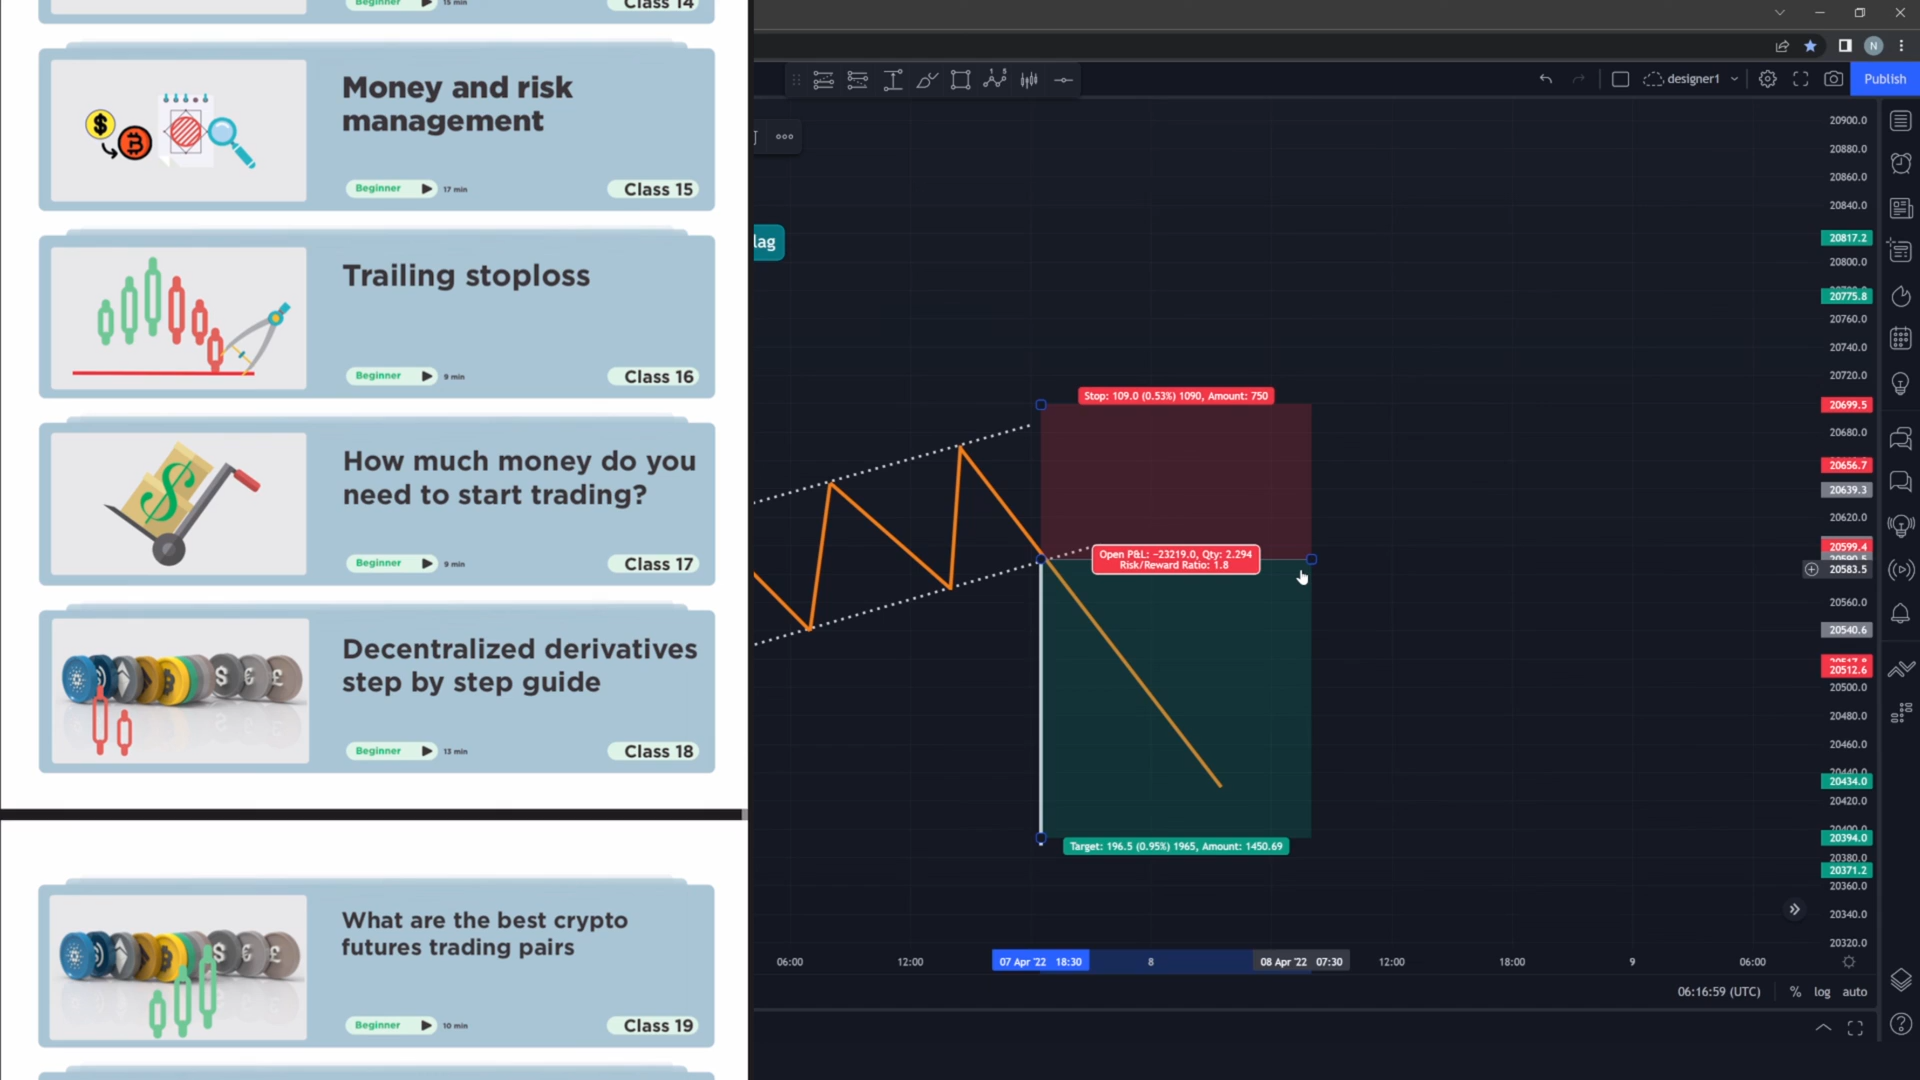 Beginner
15 min
Class 14
Money and risk
management
Beginner
17 min
Class 15
Trailing stoploss
Beginner
9 min
Class 16
How much money do you
need to start trading?
Beginner
9 min
Class 17
Decentralized derivatives
step by step guide
Beginner
13 min
Class 18
What are the best crypto
futures trading pairs
Beginner
10 min
Class 19
N
designer1
Publish
lag
Stop: 109.0 (0.53%) 1090, Amount: 750
Open P&L: −23219.0, Qty: 2.294
Risk/Reward Ratio: 1.8
Target: 196.5 (0.95%) 1965, Amount: 1450.69
20900.0
20880.0
20860.0
20840.0
20817.2
20800.0
20775.8
20760.0
20740.0
20720.0
20699.5
20680.0
20656.7
20639.3
20620.0
20599.4
20583.5
20560.0
20540.6
20512.6
20500.0
20480.0
20460.0
20440.0
20434.0
20420.0
20400.0
20394.0
20380.0
20371.2
20360.0
20340.0
20320.0
06:00
12:00
07 Apr '22 18:30
8
08 Apr '22 07:30
12:00
18:00
9
06:00
06:16:59 (UTC)
%
log
auto